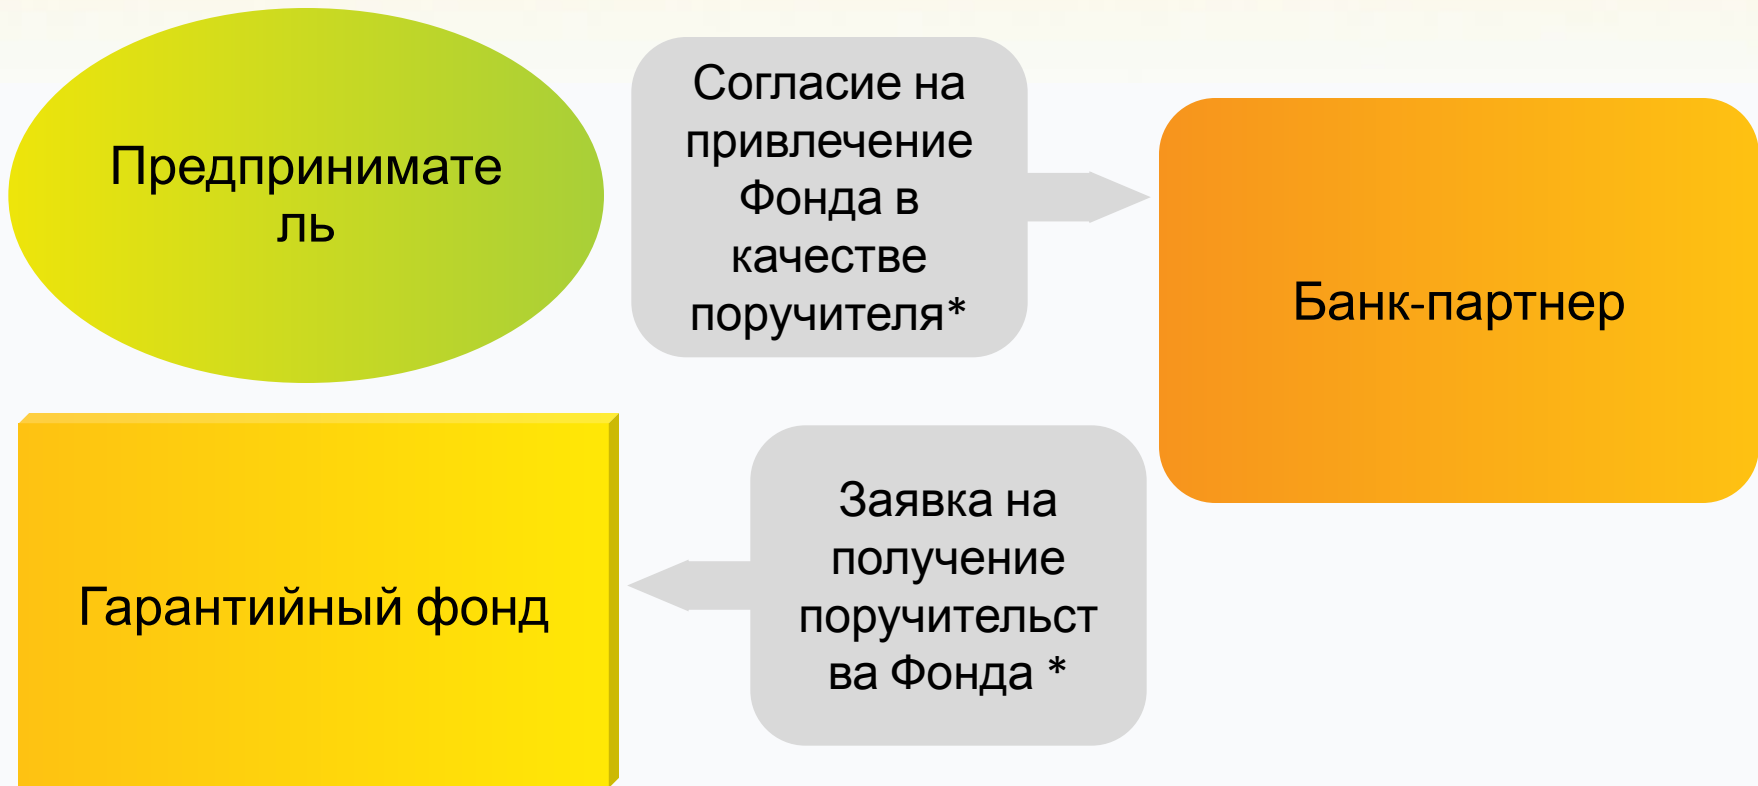 Предпринимате
ль
Согласие на
привлечение
Фонда в
качестве
поручителя*
Банк-партнер
Гарантийный фонд
Заявка на
получение
поручительст
ва Фонда *